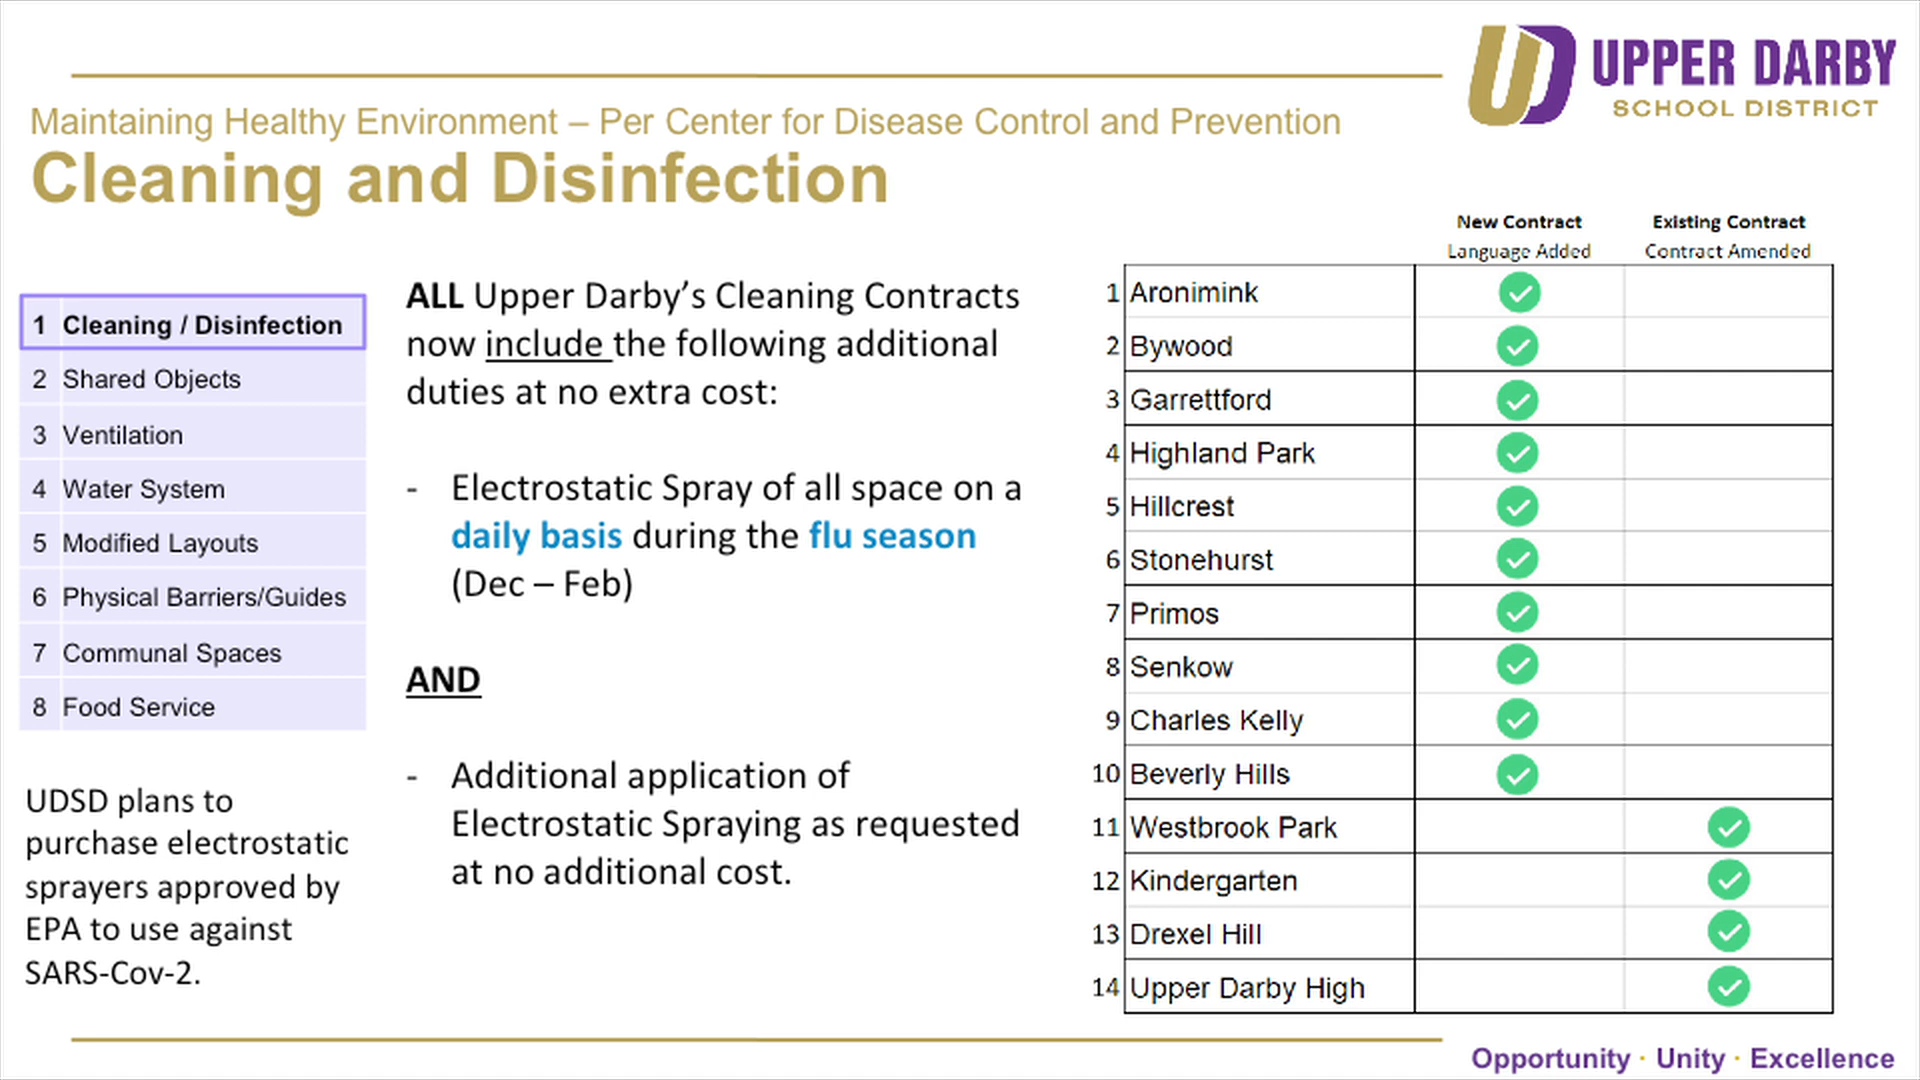 UD UPPER DARBY
SCHOOL DISTRICT
Maintaining Healthy Environment – Per Center for Disease Control and Prevention
Cleaning and Disinfection
1 Cleaning / Disinfection
2 Shared Objects
3 Ventilation
4 Water System
5 Modified Layouts
6 Physical Barriers/Guides
7 Communal Spaces
8 Food Service
UDSD plans to
purchase electrostatic
sprayers approved by
EPA to use against
SARS-Cov-2.
ALL Upper Darby’s Cleaning Contracts
now include the following additional
duties at no extra cost:
- Electrostatic Spray of all space on a
daily basis during the flu season
(Dec – Feb)
AND
- Additional application of
Electrostatic Spraying as requested
at no additional cost.
New Contract Existing Contract
Language Added Contract Amended
1 Aronimink
2 Bywood
3 Garrettford
4 Highland Park
5 Hillcrest
6 Stonehurst
7 Primos
8 Senkow
9 Charles Kelly
10 Beverly Hills
11 Westbrook Park
12 Kindergarten
13 Drexel Hill
14 Upper Darby High
Opportunity · Unity · Excellence